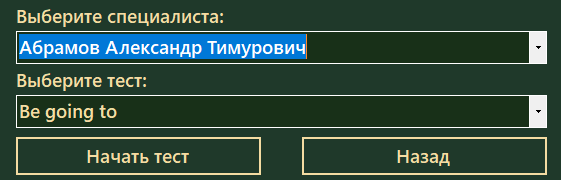 Выберите специалиста:
Абрамов Александр Тимурович
Выберите тест:
Be going to
Начать тест
Назад